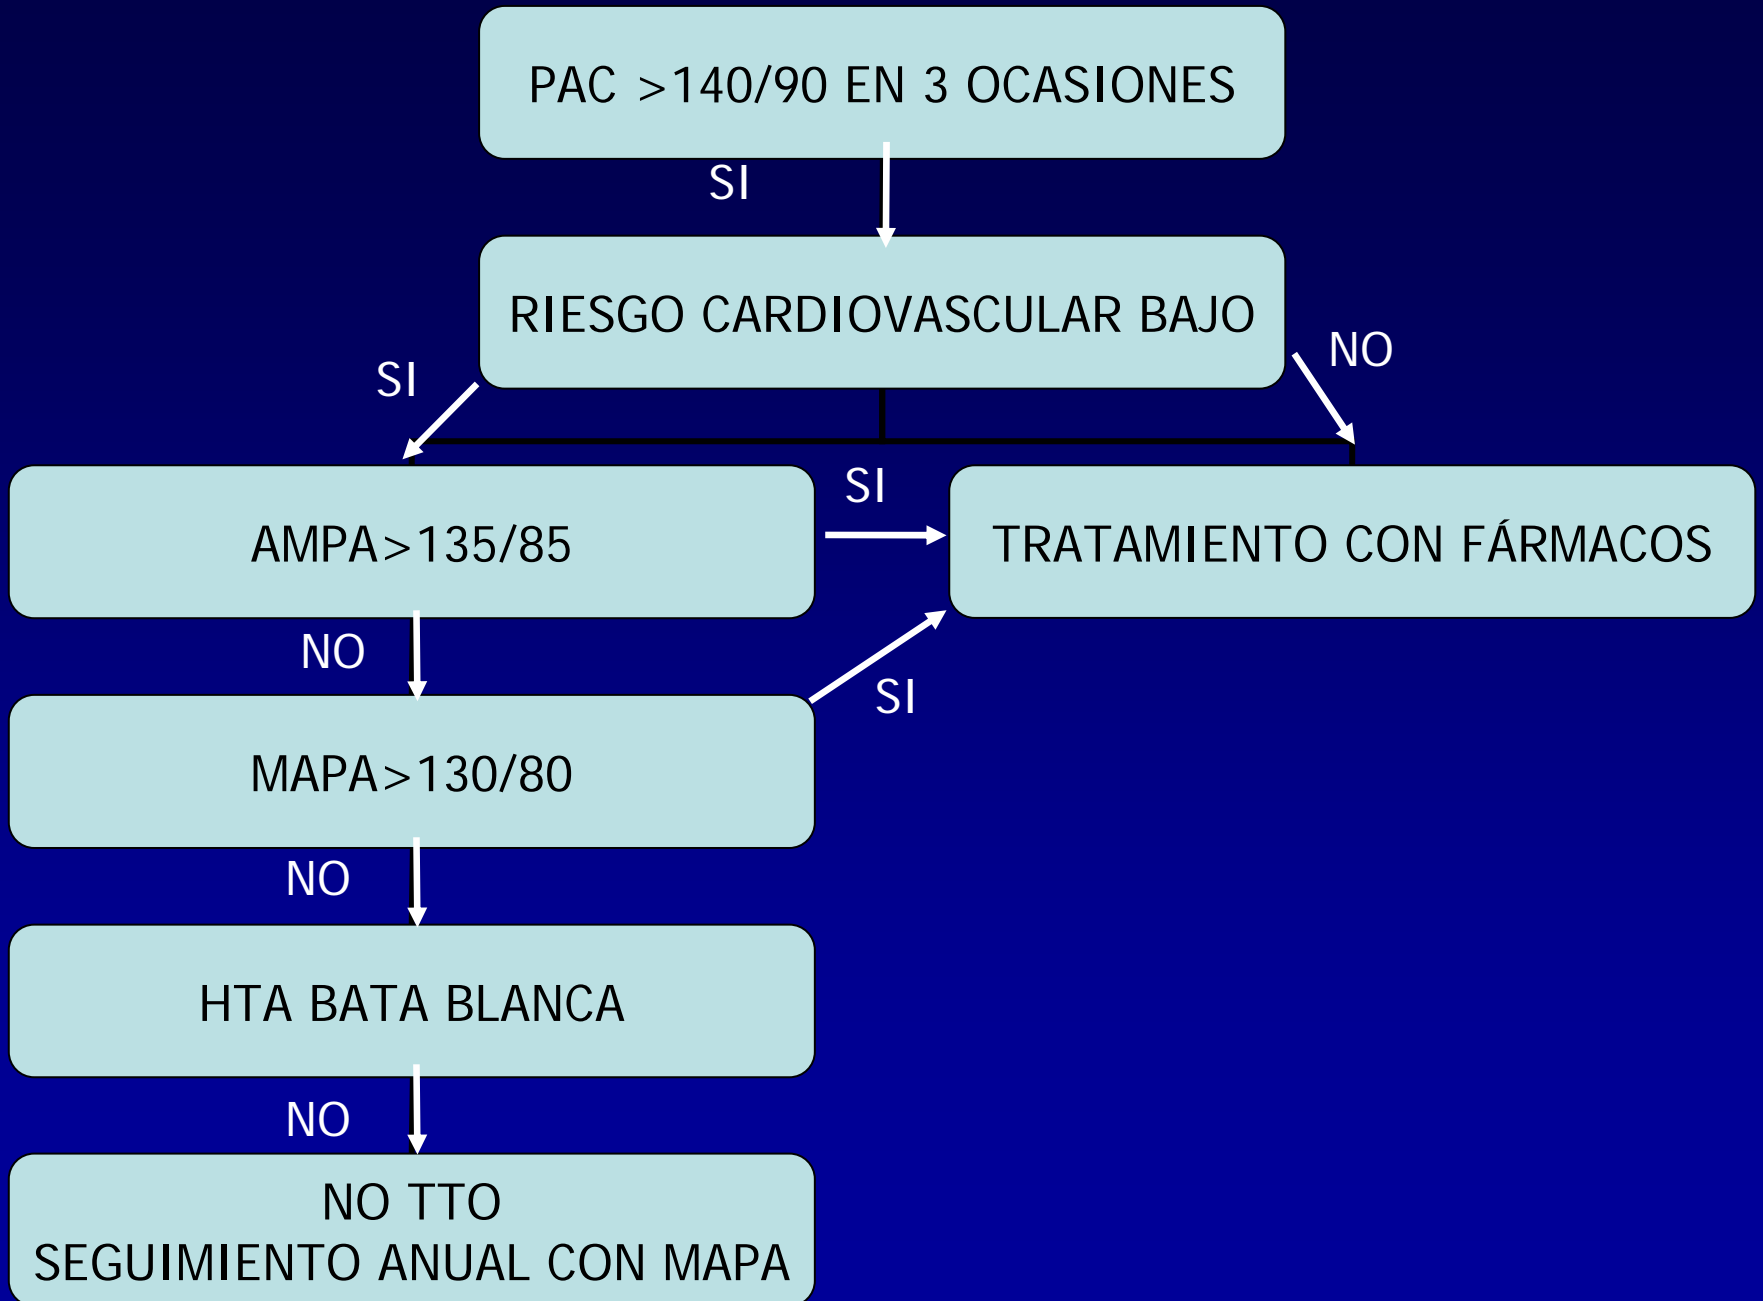 PAC >140/90 EN 3 OCASIONES
SI
RIESGO CARDIOVASCULAR BAJO
NO
SI
SI
AMPA>135/85
TRATAMIENTO CON FÁRMACOS
NO
SI
MAPA>130/80
NO
HTA BATA BLANCA
NO
NO TTO
SEGUIMIENTO ANUAL CON MAPA